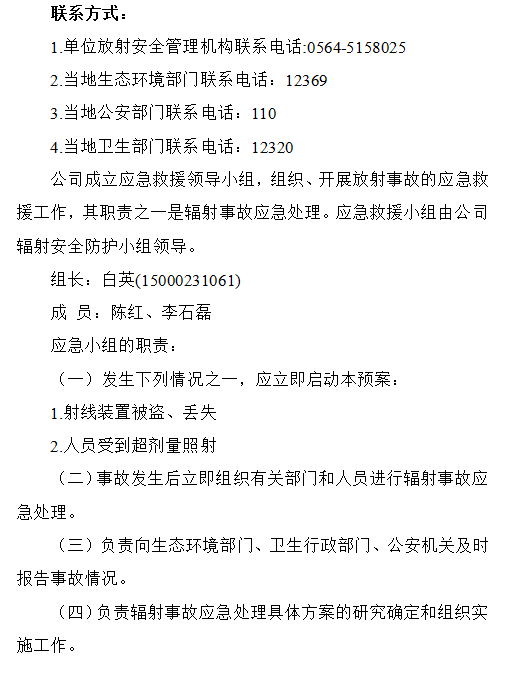 联系方式：
1.单位放射安全管理机构联系电话:0564-5158025
2.当地生态环境部门联系电话：12369
3.当地公安部门联系电话：110
4.当地卫生部门联系电话：12320
公司成立应急救援领导小组，组织、开展放射事故的应急救
援工作，其职责之一是辐射事故应急处理。应急救援小组由公司
辐射安全防护小组领导。
组长：白英(15000231061)
成 员：陈红、李石磊
应急小组的职责：
（一）发生下列情况之一，应立即启动本预案：
1.射线装置被盗、丢失
2.人员受到超剂量照射
（二）事故发生后立即组织有关部门和人员进行辐射事故应
急处理。
（三）负责向生态环境部门、卫生行政部门、公安机关及时
报告事故情况。
（四）负责辐射事故应急处理具体方案的研究确定和组织实
施工作。